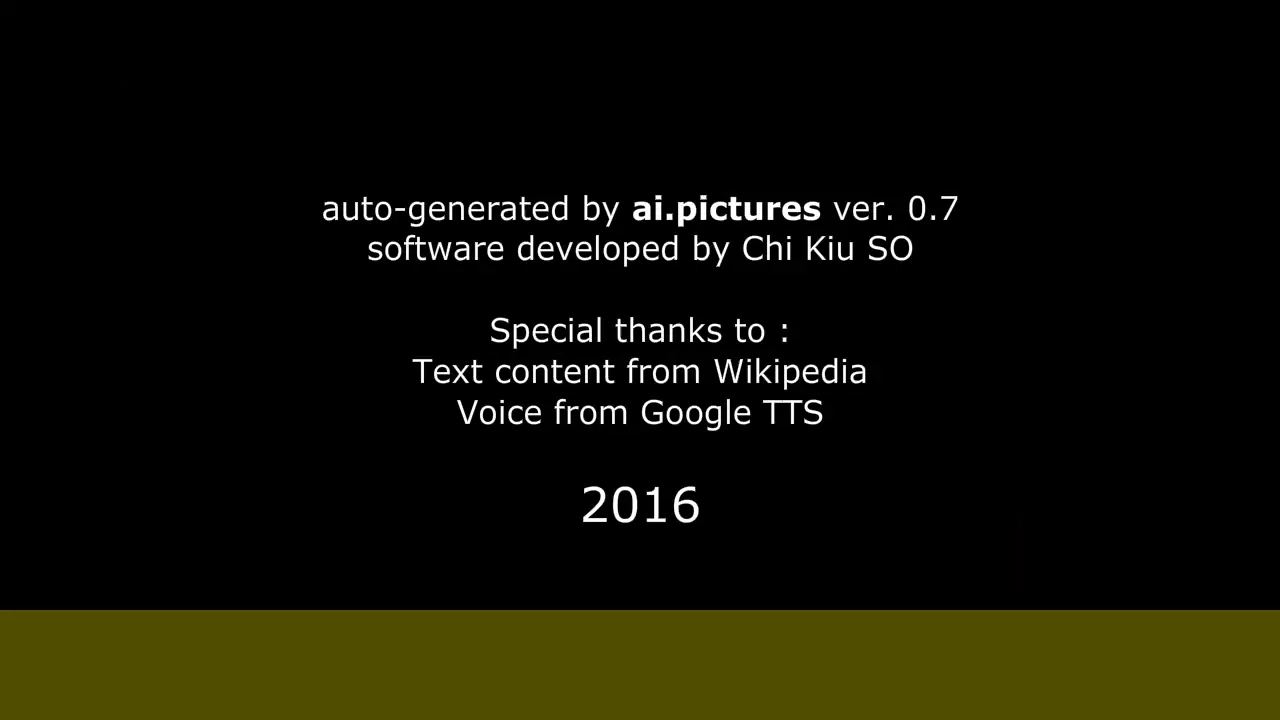 auto-generated by ai.pictures ver. 0.7
software developed by Chi Kiu SO
Special thanks to :
Text content from Wikipedia
Voice from Google TTS
2016